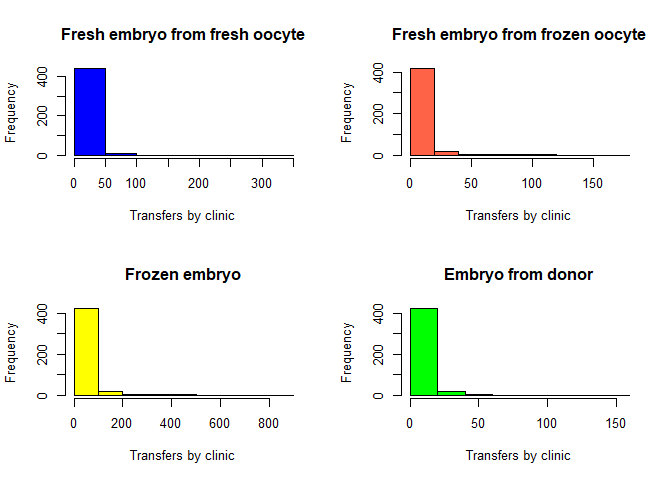 Fresh embryo from fresh oocyte
Frequency
0 200 400
0 50 100 200 300
Transfers by clinic
Fresh embryo from frozen oocyte
Frequency
0 200 400
0 50 100 150
Transfers by clinic
Frozen embryo
Frequency
0 200 400
0 200 400 600 800
Transfers by clinic
Embryo from donor
Frequency
0 200 400
0 50 100 150
Transfers by clinic